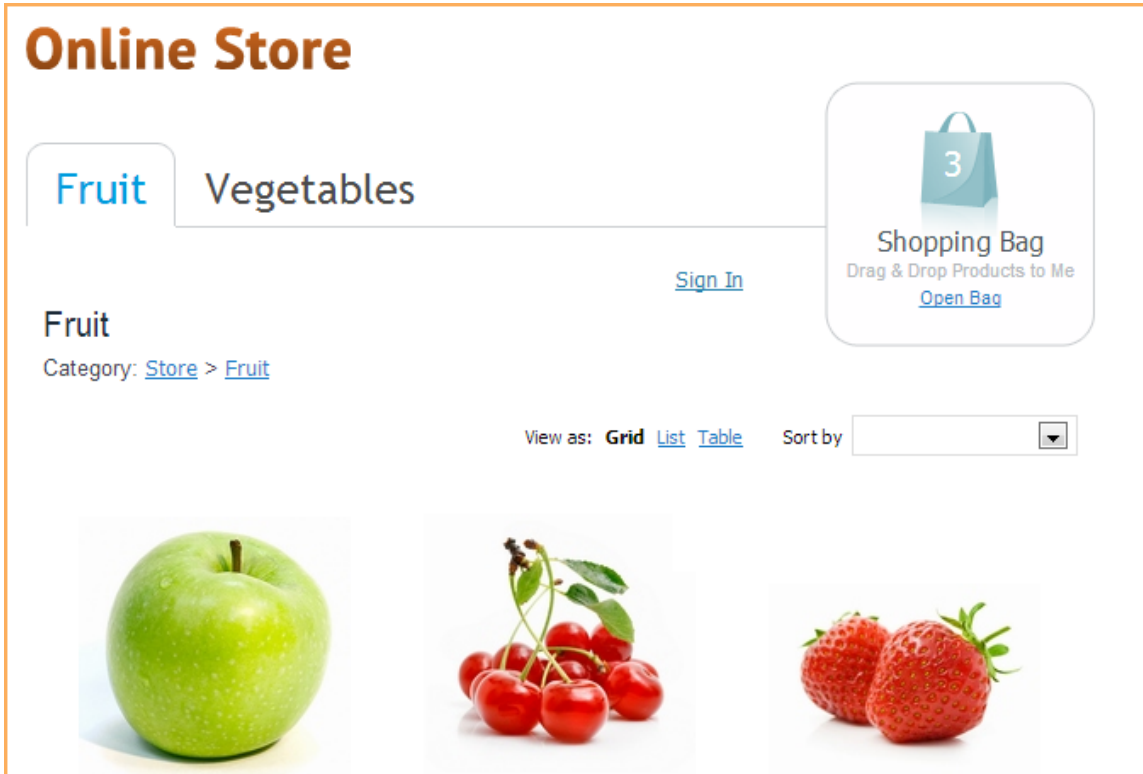 Online Store
Fruit Vegetables
3
Shopping Bag
Drag & Drop Products to Me
Open Bag
Sign In
Fruit
Category: Store > Fruit
View as: Grid List Table Sort by